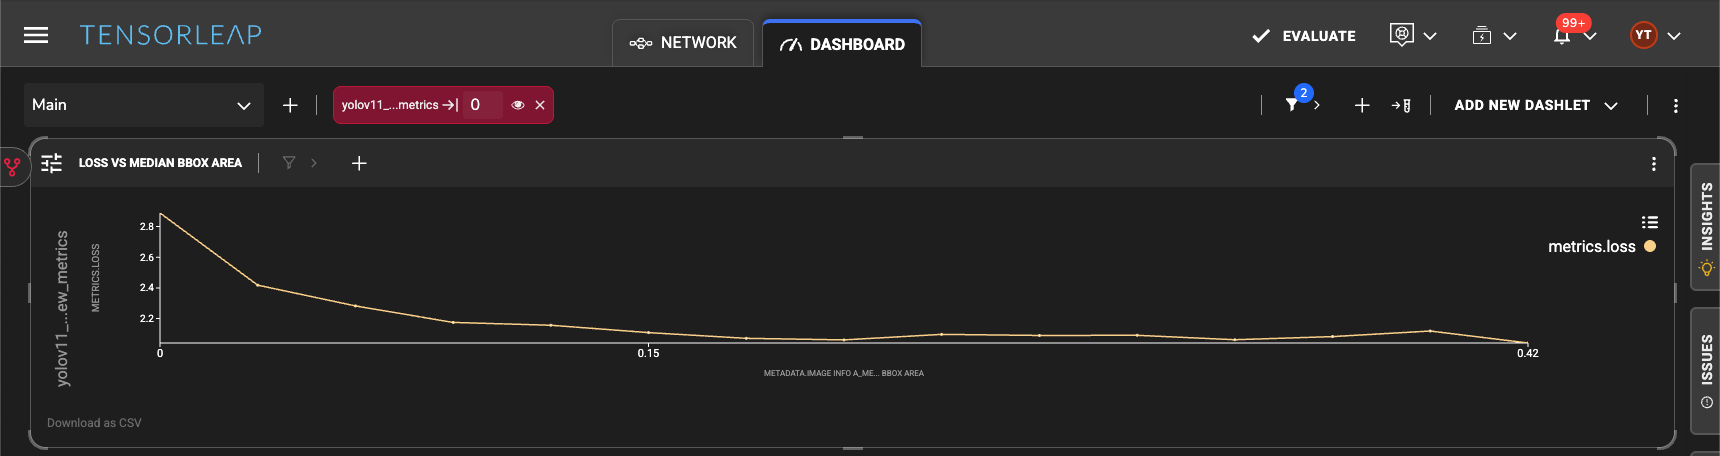 TENSORLEAP
NETWORK
DASHBOARD
EVALUATE
99+
YT
Main
yolov11_...metrics
0
2
ADD NEW DASHLET
LOSS VS MEDIAN BBOX AREA
INSIGHTS
ISSUES
yolov11_...ew_metrics
METRICS.LOSS
2.8
2.6
2.4
2.2
0
0.15
0.42
METADATA.IMAGE INFO A_ME... BBOX AREA
metrics.loss
Download as CSV